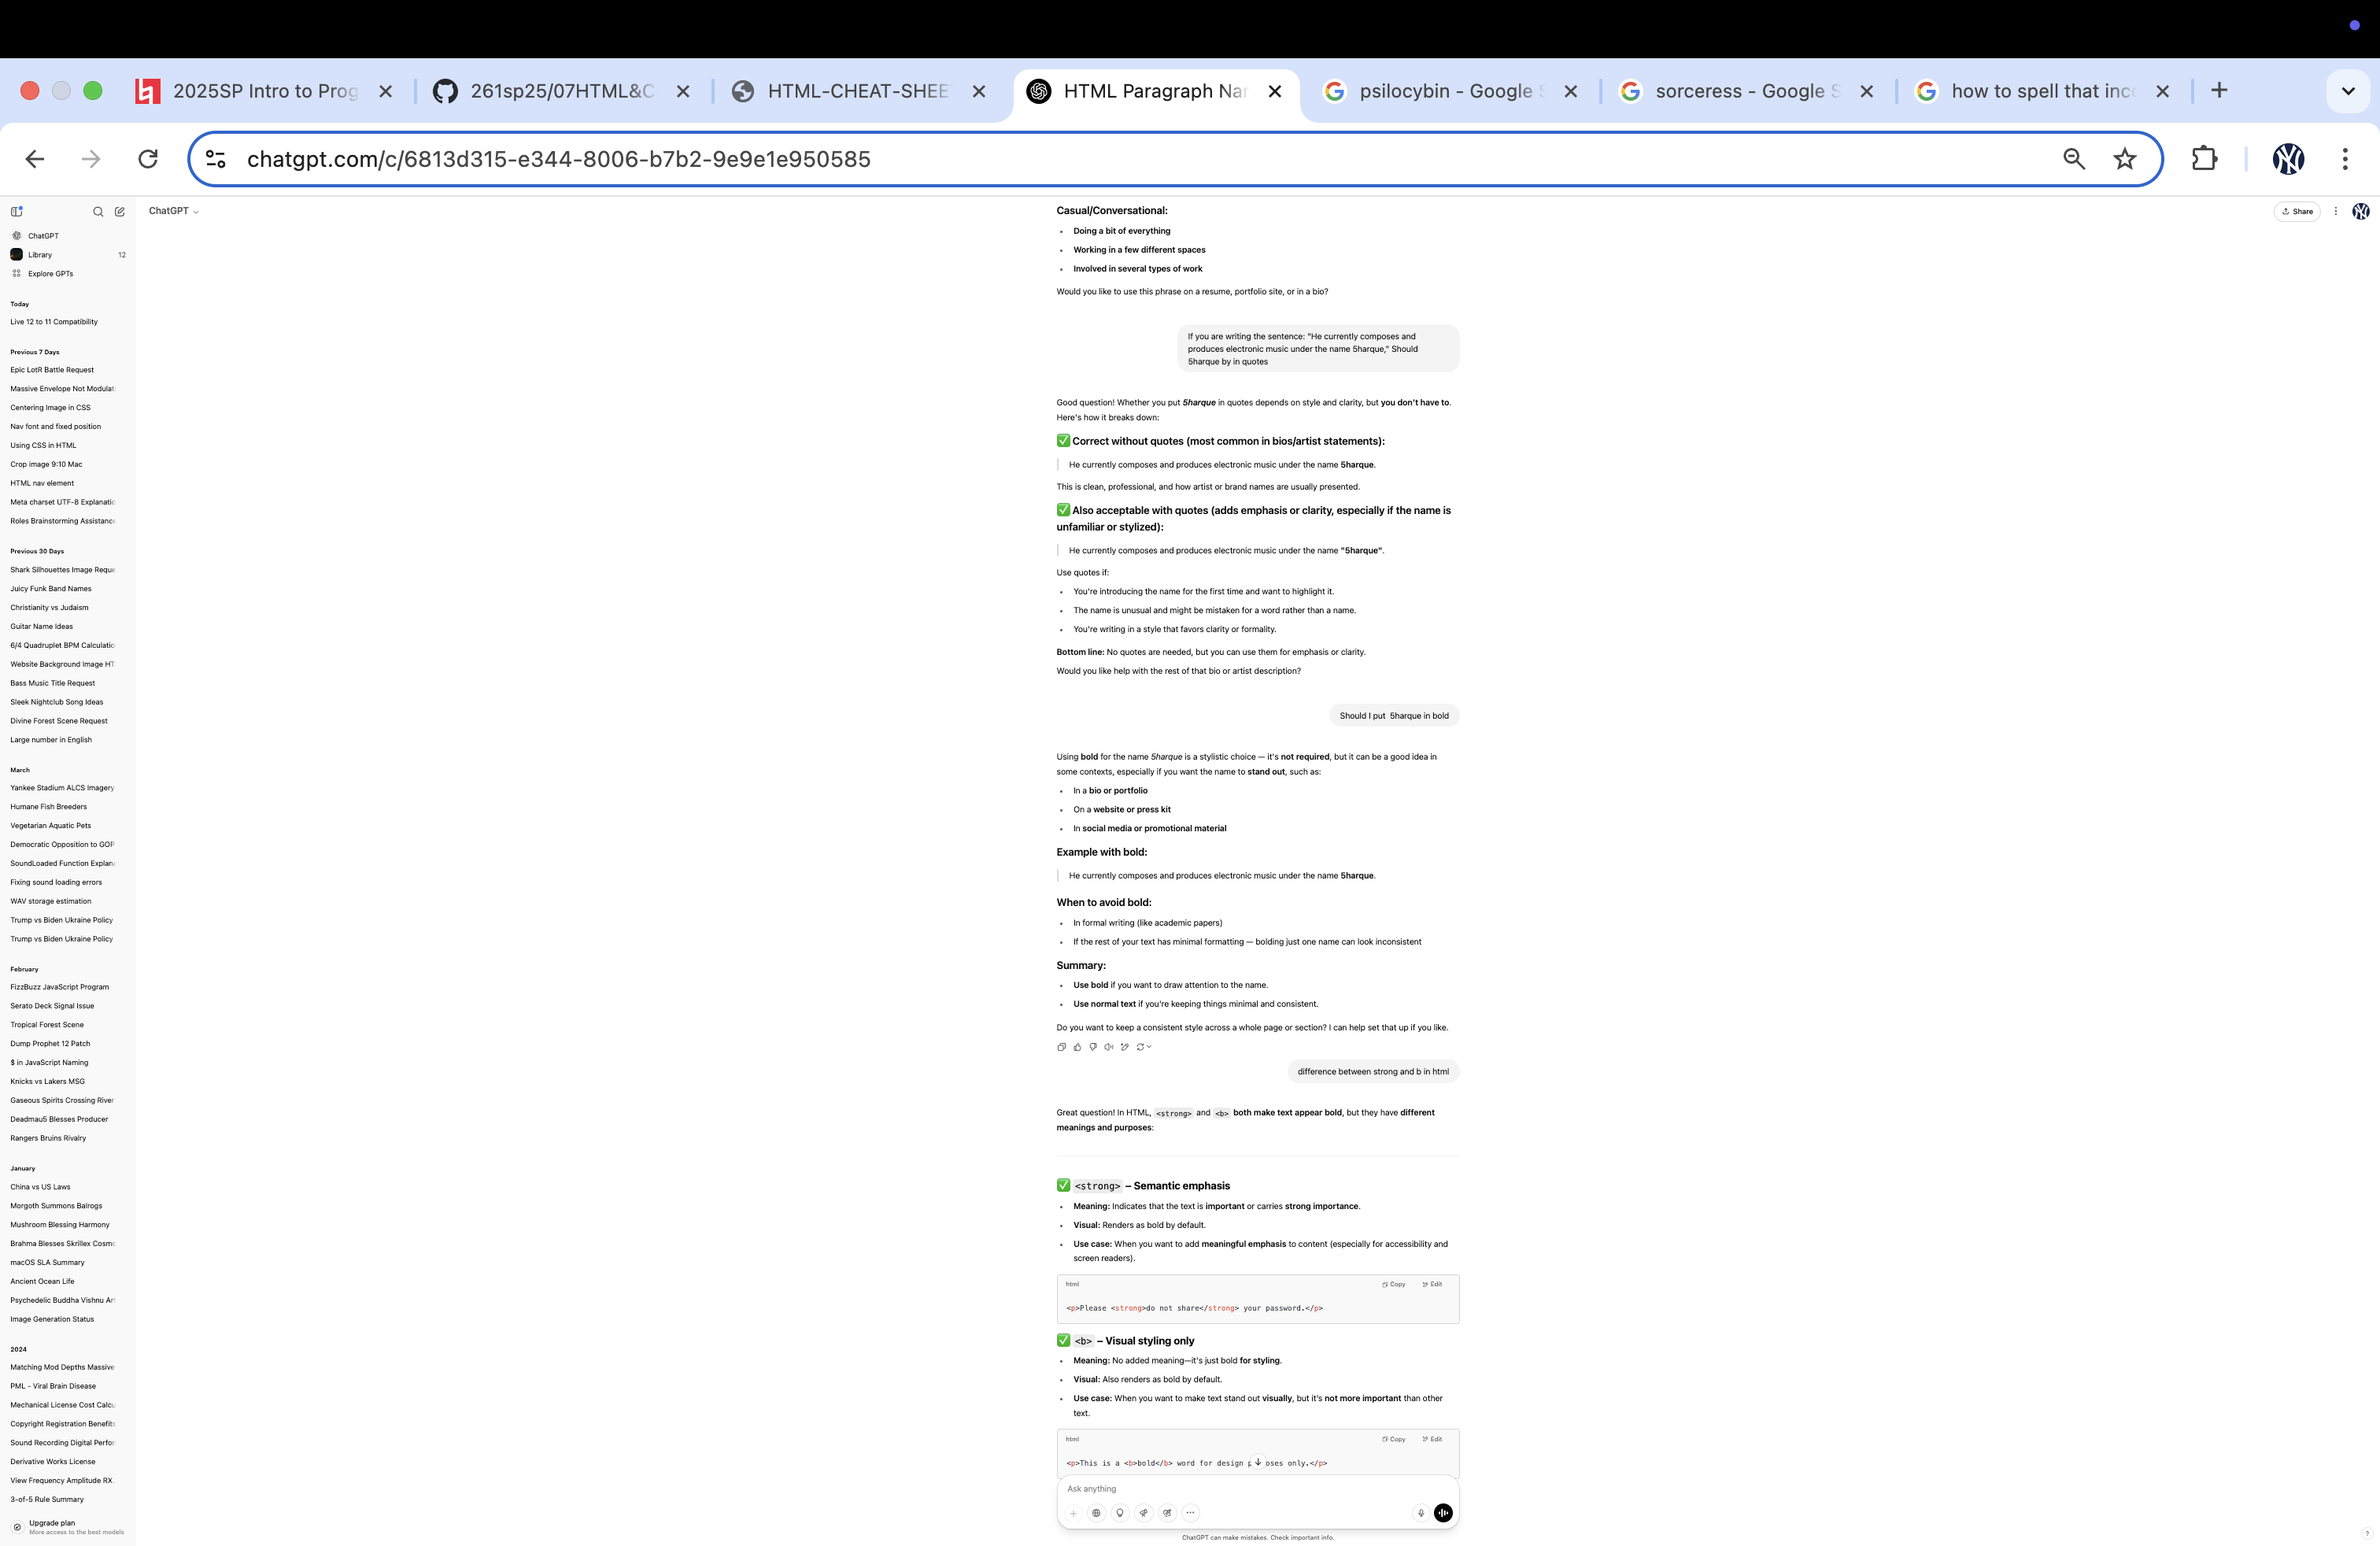 2025SP Intro to Prog
261sp25/07HTML&C
HTML-CHEAT-SHEE
HTML Paragraph Nar
psilocybin - Google S
sorceress - Google S
how to spell that inc
chatgpt.com/c/6813d315-e344-8006-b7b2-9e9e1e950585
ChatGPT
Library 12
Explore GPTs
Today
Live 12 to 11 Compatibility
Previous 7 Days
Epic LotR Battle Request
Massive Envelope Not Modulat
Centering Image in CSS
Nav font and fixed position
Using CSS in HTML
Crop image 9:10 Mac
HTML nav element
Meta charset UTF-8 Explanatio
Roles Brainstorming Assistance
Previous 30 Days
Shark Silhouettes Image Reque
Juicy Funk Band Names
Christianity vs Judaism
Guitar Name Ideas
6/4 Quadruplet BPM Calculatio
Website Background Image HT
Bass Music Title Request
Sleek Nightclub Song Ideas
Divine Forest Scene Request
Large number in English
March
Yankee Stadium ALCS Imagery
Humane Fish Breeders
Vegetarian Aquatic Pets
Democratic Opposition to GOP
SoundLoaded Function Explana
Fixing sound loading errors
WAV storage estimation
Trump vs Biden Ukraine Policy
Trump vs Biden Ukraine Policy
February
FizzBuzz JavaScript Program
Serato Deck Signal Issue
Tropical Forest Scene
Dump Prophet 12 Patch
$ in JavaScript Naming
Knicks vs Lakers MSG
Gaseous Spirits Crossing River
Deadmau5 Blesses Producer
Rangers Bruins Rivalry
January
China vs US Laws
Morgoth Summons Balrogs
Mushroom Blessing Harmony
Brahma Blesses Skrillex Cosmo
macOS SLA Summary
Ancient Ocean Life
Psychedelic Buddha Vishnu Art
Image Generation Status
2024
Matching Mod Depths Massive
PML - Viral Brain Disease
Mechanical License Cost Calcu
Copyright Registration Benefits
Sound Recording Digital Perfor
Derivative Works License
View Frequency Amplitude RX
3-of-5 Rule Summary
Upgrade plan
More access to the best models
ChatGPT
Share
Casual/Conversational:
Doing a bit of everything
Working in a few different spaces
Involved in several types of work
Would you like to use this phrase on a resume, portfolio site, or in a bio?
If you are writing the sentence: "He currently composes and
produces electronic music under the name 5harque," Should
5harque by in quotes
Good question! Whether you put 5harque in quotes depends on style and clarity, but you don't have to.
Here's how it breaks down:
✅ Correct without quotes (most common in bios/artist statements):
He currently composes and produces electronic music under the name 5harque.
This is clean, professional, and how artist or brand names are usually presented.
✅ Also acceptable with quotes (adds emphasis or clarity, especially if the name is
unfamiliar or stylized):
He currently composes and produces electronic music under the name "5harque".
Use quotes if:
You're introducing the name for the first time and want to highlight it.
The name is unusual and might be mistaken for a word rather than a name.
You're writing in a style that favors clarity or formality.
Bottom line: No quotes are needed, but you can use them for emphasis or clarity.
Would you like help with the rest of that bio or artist description?
Should I put 5harque in bold
Using bold for the name 5harque is a stylistic choice — it's not required, but it can be a good idea in
some contexts, especially if you want the name to stand out, such as:
In a bio or portfolio
On a website or press kit
In social media or promotional material
Example with bold:
He currently composes and produces electronic music under the name 5harque.
When to avoid bold:
In formal writing (like academic papers)
If the rest of your text has minimal formatting — bolding just one name can look inconsistent
Summary:
Use bold if you want to draw attention to the name.
Use normal text if you're keeping things minimal and consistent.
Do you want to keep a consistent style across a whole page or section? I can help set that up if you like.
difference between strong and b in html
Great question! In HTML, <strong> and <b> both make text appear bold, but they have different
meanings and purposes:
✅ <strong> – Semantic emphasis
Meaning: Indicates that the text is important or carries strong importance.
Visual: Renders as bold by default.
Use case: When you want to add meaningful emphasis to content (especially for accessibility and
screen readers).
html Copy Edit
<p>Please <strong>do not share</strong> your password.</p>
✅ <b> – Visual styling only
Meaning: No added meaning—it's just bold for styling.
Visual: Also renders as bold by default.
Use case: When you want to make text stand out visually, but it's not more important than other
text.
html Copy Edit
<p>This is a <b>bold</b> word for design p oses only.</p>
Ask anything
ChatGPT can make mistakes. Check important info.
?